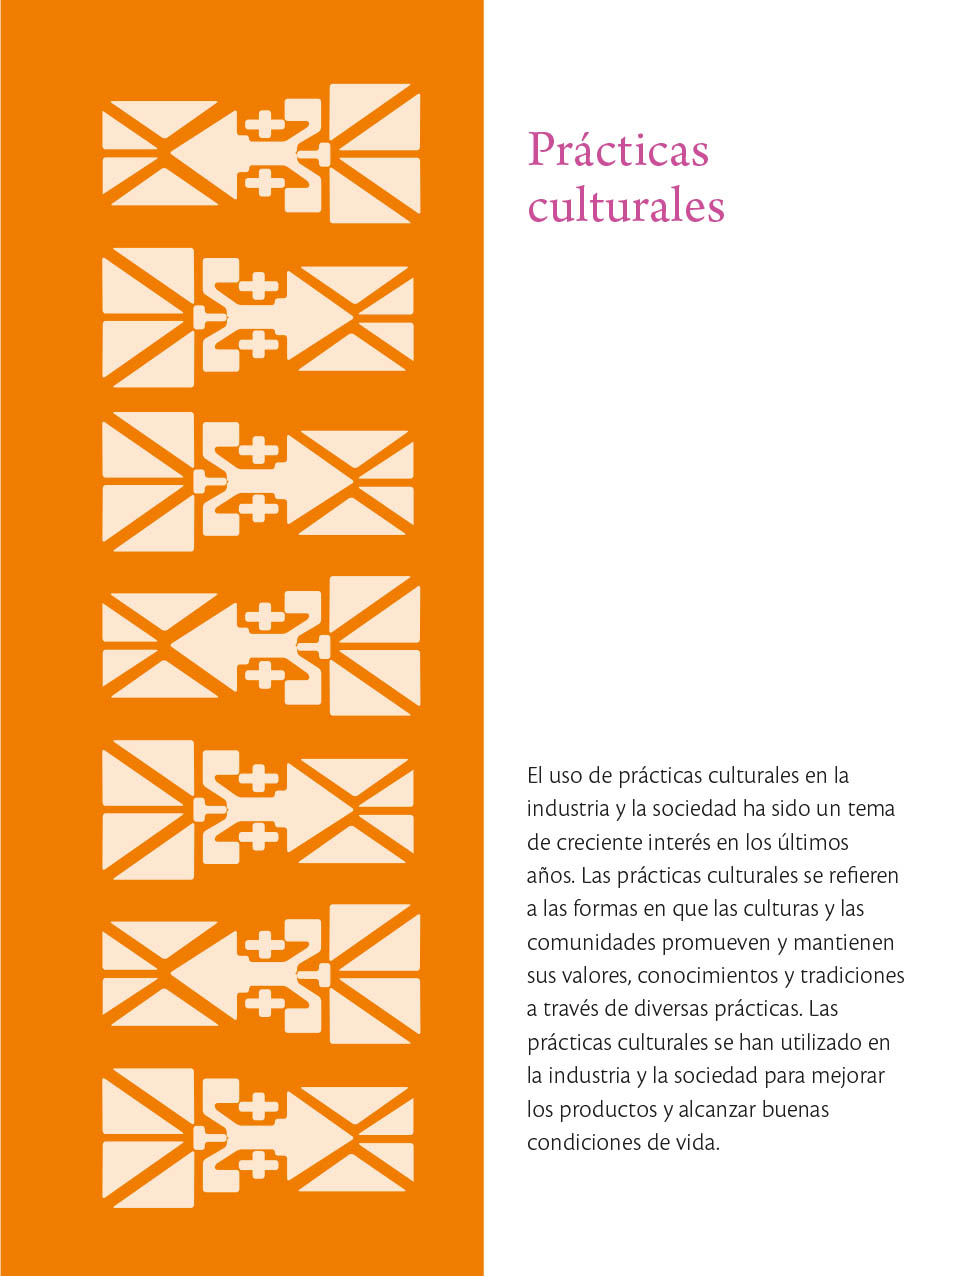 Prácticas
culturales
El uso de prácticas culturales en la
industria y la sociedad ha sido un tema
de creciente interés en los últimos
años. Las prácticas culturales se refieren
a las formas en que las culturas y las
comunidades promueven y mantienen
sus valores, conocimientos y tradiciones
a través de diversas prácticas. Las
prácticas culturales se han utilizado en
la industria y la sociedad para mejorar
los productos y alcanzar buenas
condiciones de vida.